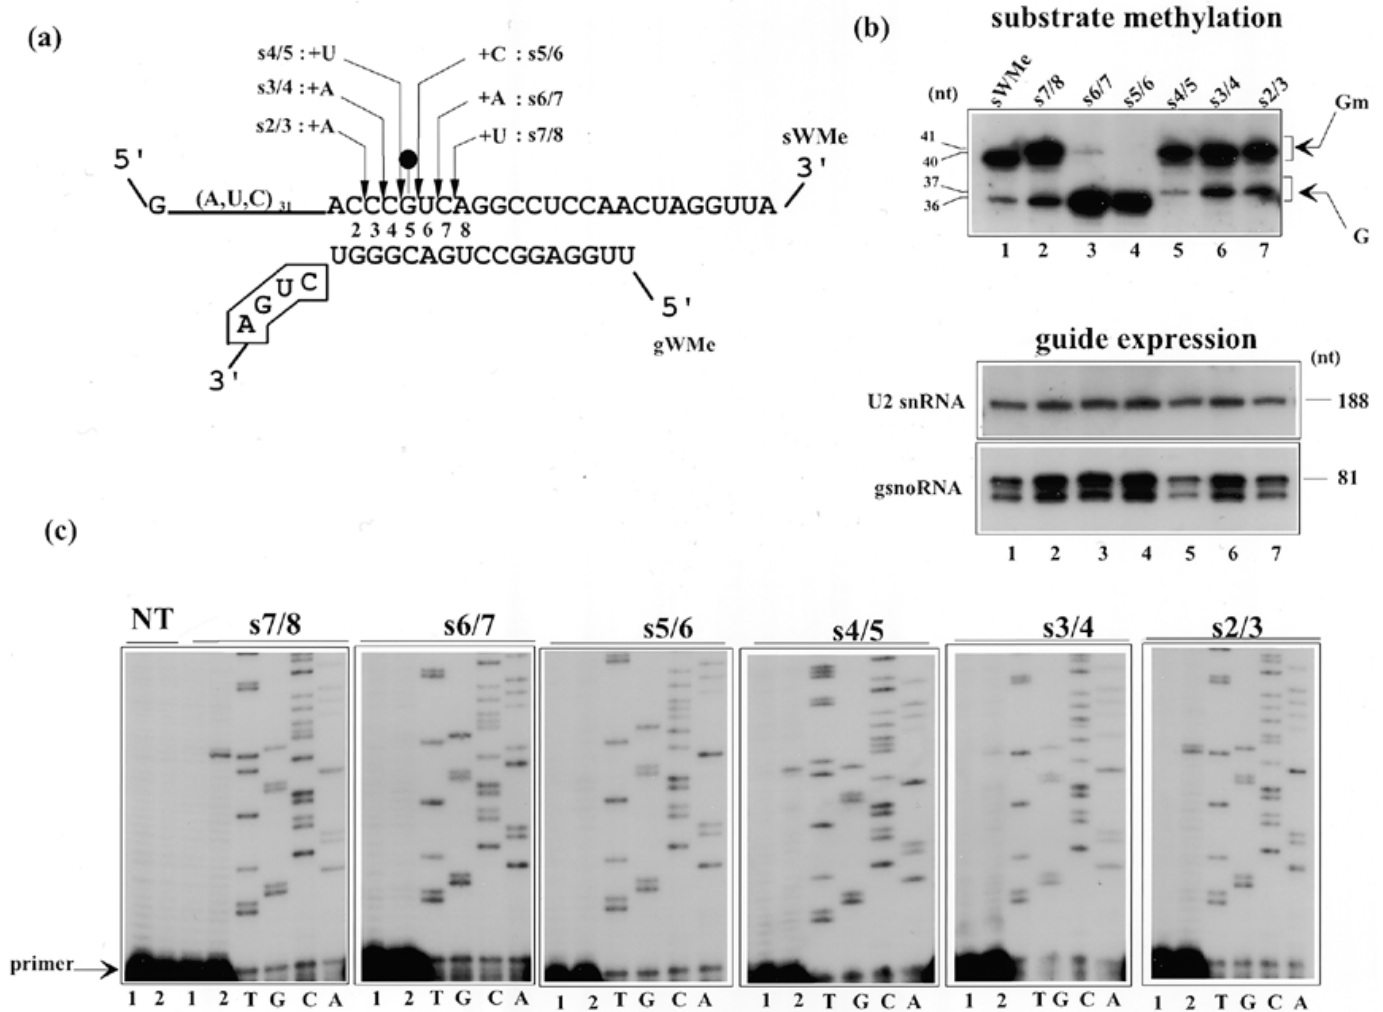 (a)
s4/5 : +U
+C : s5/6
s3/4 : +A
+A : s6/7
s2/3 : +A
+U : s7/8
sWMe
5'
3'
G (A,U,C) 31 ACCCGUCAGGCCUCCAACUAGGUUA
2 3 4 5 6 7 8
UGGGCAGUCCGGAGGUU
A G U C
5'
gWMe
3'
(b)
substrate methylation
(nt) sWMe s7/8 s6/7 s5/6 s4/5 s3/4 s2/3
Gm
41
40
37
36
G
1 2 3 4 5 6 7
guide expression
(nt)
U2 snRNA 188
gsnoRNA 81
1 2 3 4 5 6 7
(c)
NT s7/8 s6/7 s5/6 s4/5 s3/4 s2/3
primer
1 2 1 2 T G C A 1 2 T G C A 1 2 T G C A 1 2 T G C A 1 2 T G C A 1 2 T G C A